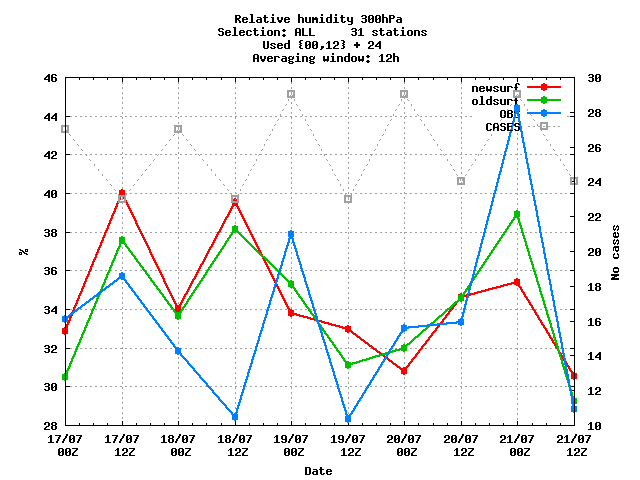 Relative humidity 300hPa
Selection: ALL 31 stations
Used {00,12} + 24
Averaging window: 12h
46 30
newsurf
oldsurf
OBS
CASES
44 28
42 26
40 24
38 22
36 20
34 18
32 16
30 14
28 12
10
%
No cases
17/07 17/07 18/07 18/07 19/07 19/07 20/07 20/07 21/07 21/07
00Z 12Z 00Z 12Z 00Z 12Z 00Z 12Z 00Z 12Z
Date